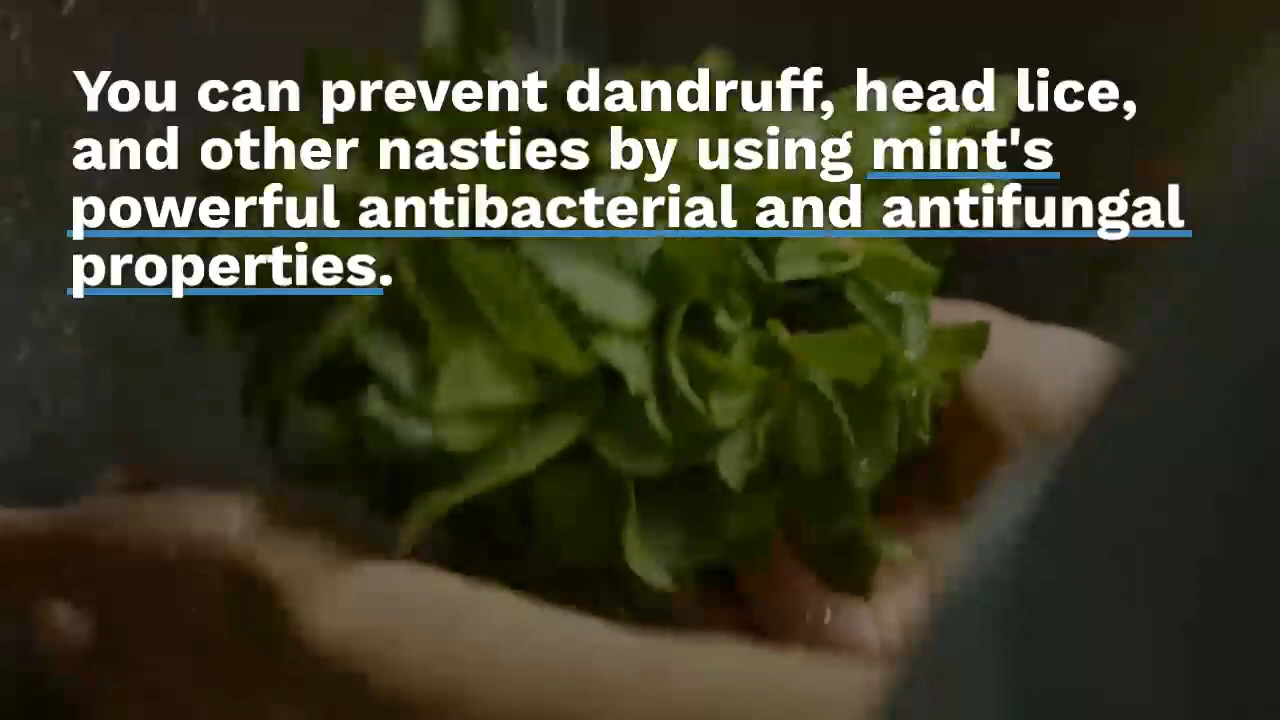 You can prevent dandruff, head lice,
and other nasties by using mint's
powerful antibacterial and antifungal
properties.